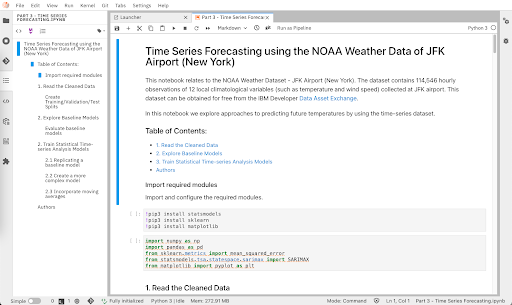 File Edit View Run Kernel Git Tabs Settings Help
PART 3 - TIME SERIES
FORECASTING.IPYNB
Time Series Forecasting using the
NOAA Weather Data of JFK Airport
(New York)
Table of Contents:
Import required modules
1. Read the Cleaned Data
Create
Training/Validation/Test
Splits
2. Explore Baseline Models
Evaluate baseline
models
3. Train Statistical Time-
series Analysis Models
2.1 Replicating a
baseline model
2.2 Create a more
complex model
2.3 Incorporate moving
averages
Authors
Launcher
Part 3 - Time Series Forecas
Markdown
Run as Pipeline
Python 3
Time Series Forecasting using the NOAA Weather Data of JFK
Airport (New York)
This notebook relates to the NOAA Weather Dataset - JFK Airport (New York). The dataset contains 114,546 hourly
observations of 12 local climatological variables (such as temperature and wind speed) collected at JFK airport. This
dataset can be obtained for free from the IBM Developer Data Asset Exchange.
In this notebook we explore approaches to predicting future temperatures by using the time-series dataset.
Table of Contents:
1. Read the Cleaned Data
2. Explore Baseline Models
3. Train Statistical Time-series Analysis Models
Authors
Import required modules
Import and configure the required modules.
[ ]: !pip3 install statsmodels
!pip3 install sklearn
!pip3 install matplotlib
[ ]: import numpy as np
import pandas as pd
from sklearn.metrics import mean_squared_error
from statsmodels.tsa.statespace.sarimax import SARIMAX
from matplotlib import pyplot as plt
1. Read the Cleaned Data
Simple
Fully initialized
Python 3 | Idle
Mem: 272.91 MB
Mode: Command
Ln 1, Col 1
Part 3 - Time Series Forecasting.ipynb